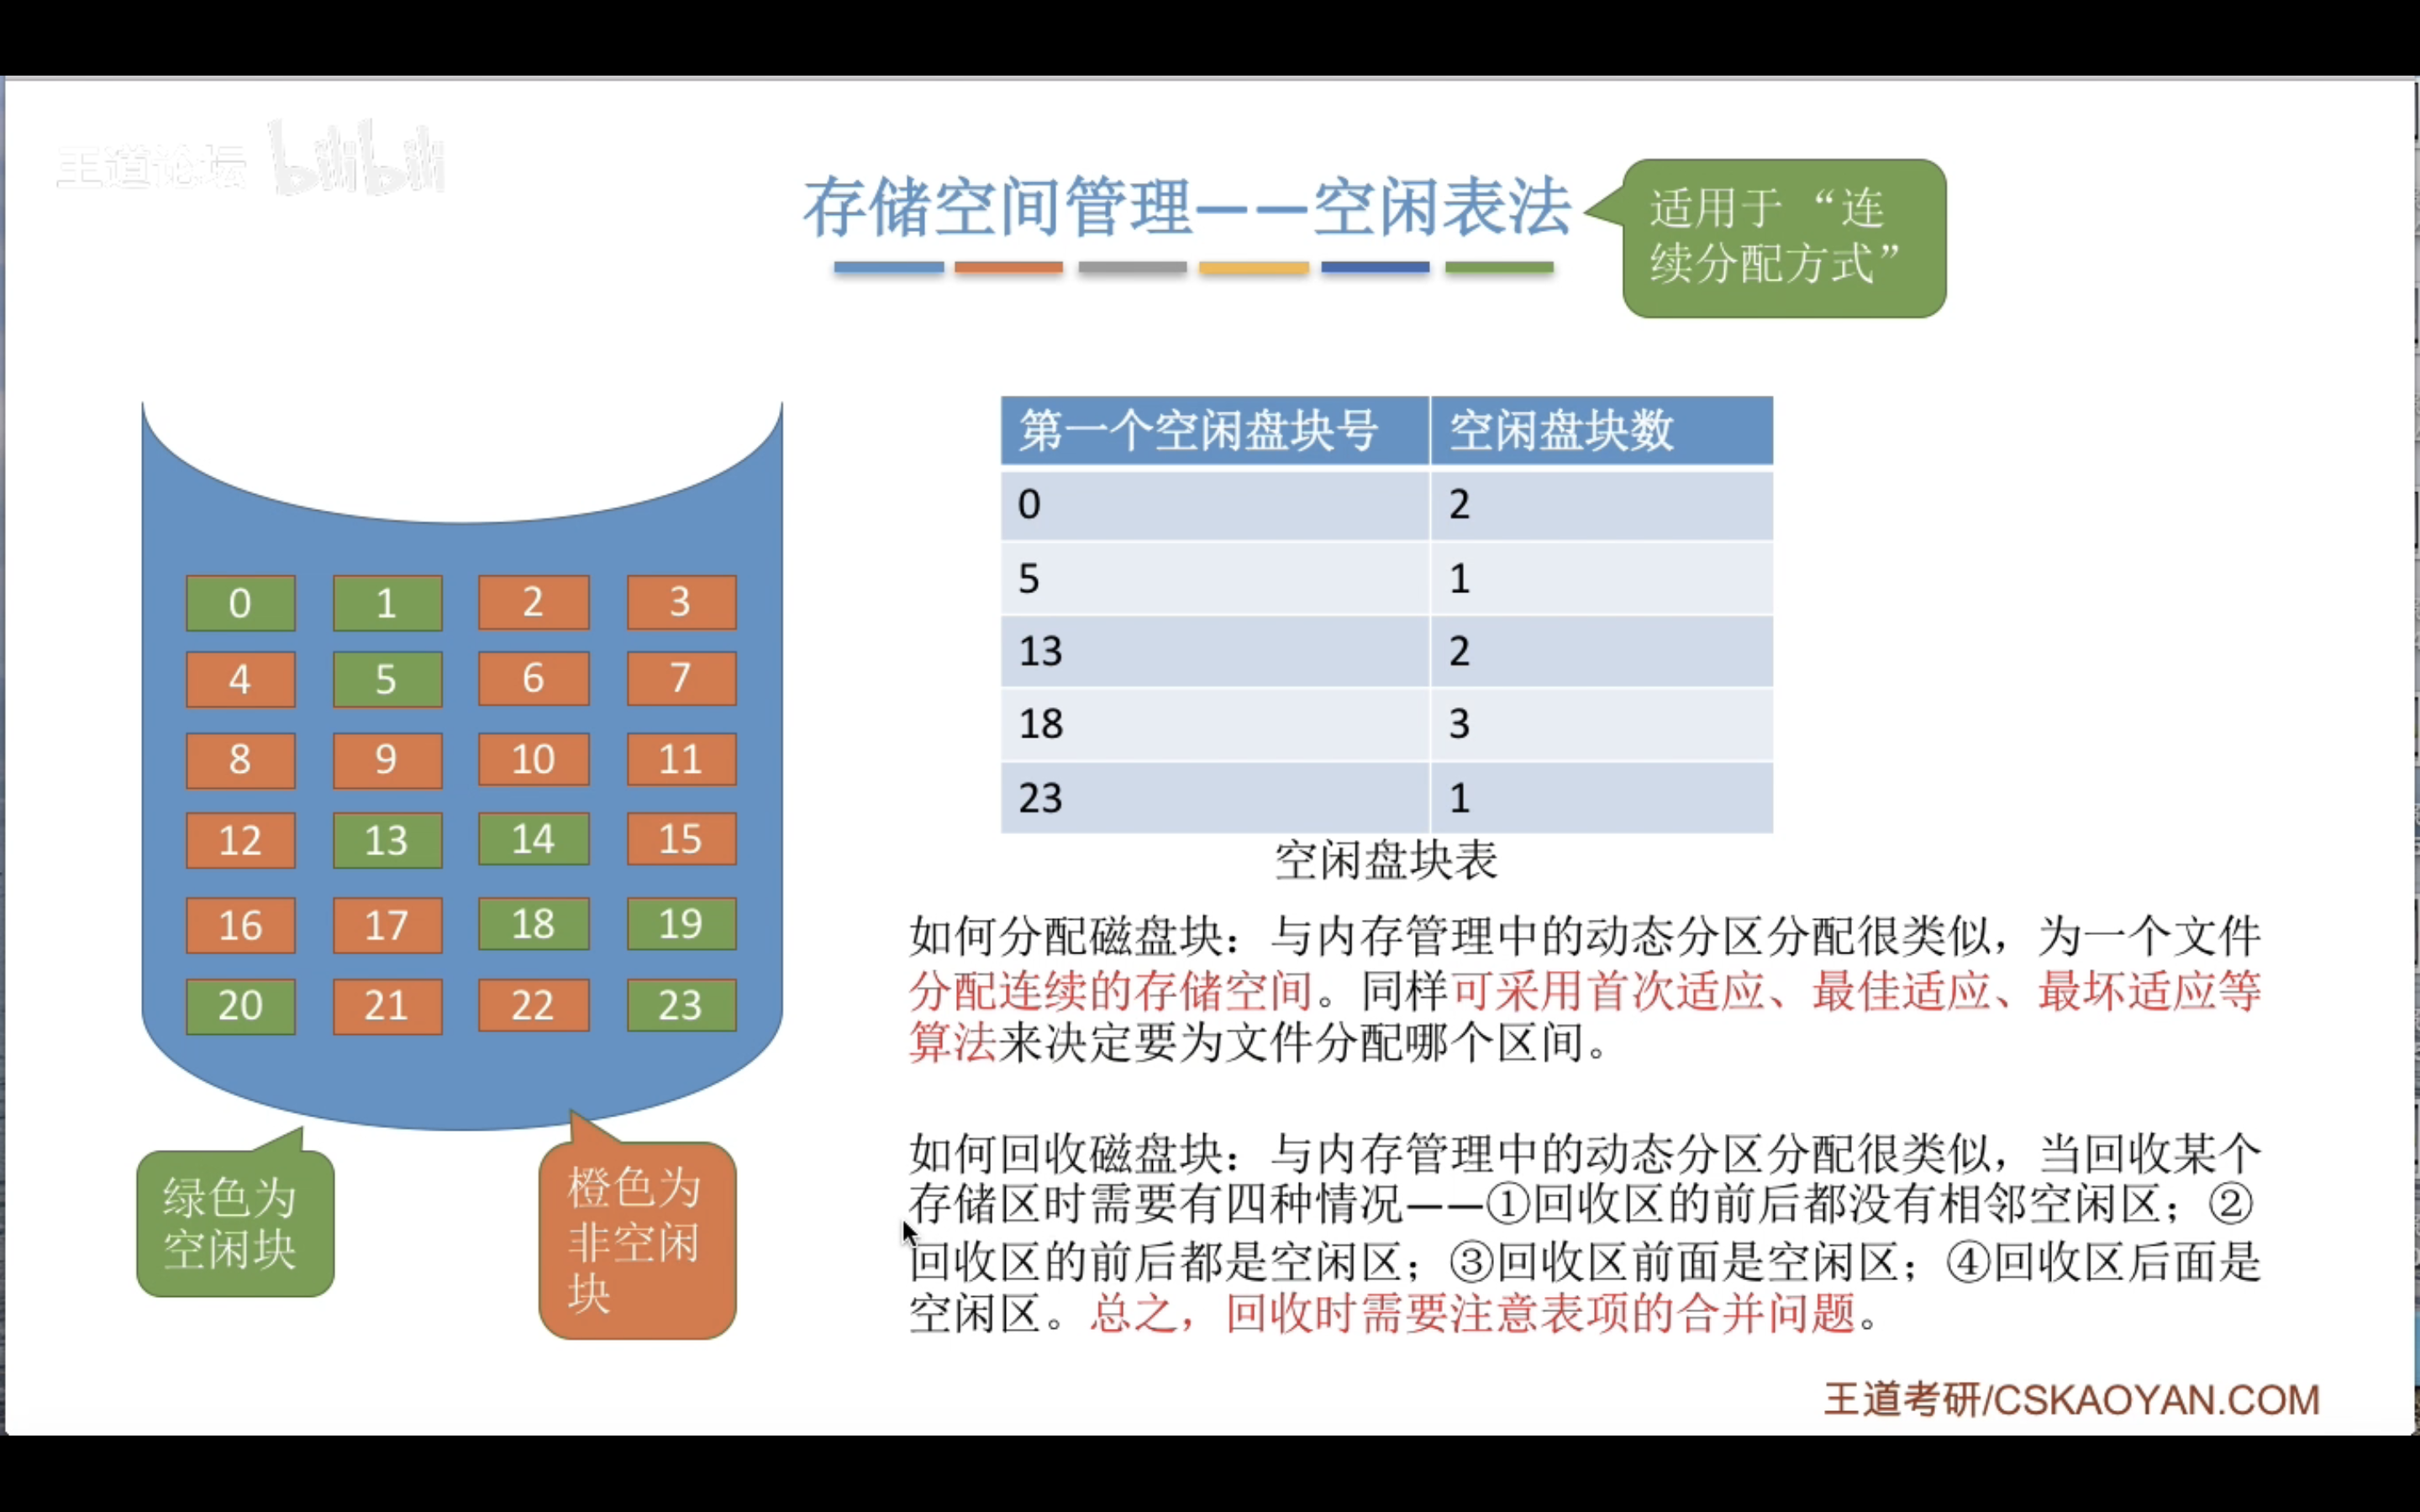 王道论坛 bilibili
存储空间管理——空闲表法
适用于“连
续分配方式”
第一个空闲盘块号 空闲盘块数
0 2
5 1
13 2
18 3
23 1
空闲盘块表
0 1 2 3
4 5 6 7
8 9 10 11
12 13 14 15
16 17 18 19
20 21 22 23
绿色为
空闲块
橙色为
非空闲
块
如何分配磁盘块：与内存管理中的动态分区分配很类似，为一个文件
分配连续的存储空间。同样可采用首次适应、最佳适应、最坏适应等
算法来决定要为文件分配哪个区间。
如何回收磁盘块：与内存管理中的动态分区分配很类似，当回收某个
存储区时需要有四种情况——①回收区的前后都没有相邻空闲区；②
回收区的前后都是空闲区；③回收区前面是空闲区；④回收区后面是
空闲区。总之，回收时需要注意表项的合并问题。
王道考研/CSKAOYAN.COM